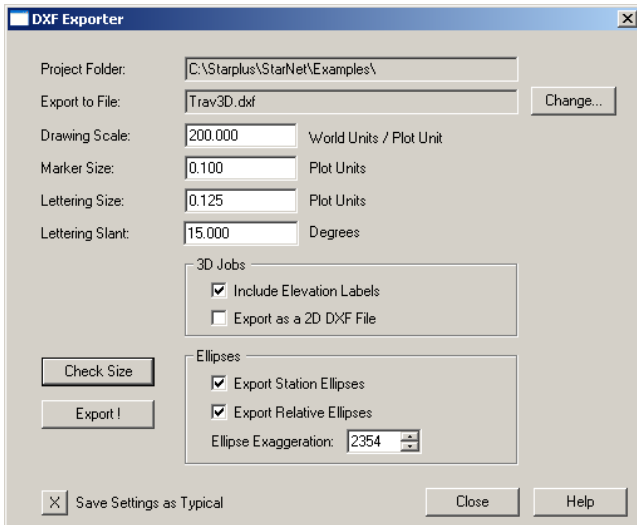 DXF Exporter
Project Folder: C:\Starplus\StarNet\Examples\
Export to File: Trav3D.dxf Change...
Drawing Scale: 200.000 World Units / Plot Unit
Marker Size: 0.100 Plot Units
Lettering Size: 0.125 Plot Units
Lettering Slant: 15.000 Degrees
3D Jobs
Include Elevation Labels
Export as a 2D DXF File
Ellipses
Check Size
Export Station Ellipses
Export !
Export Relative Ellipses
Ellipse Exaggeration: 2354
X Save Settings as Typical Close Help